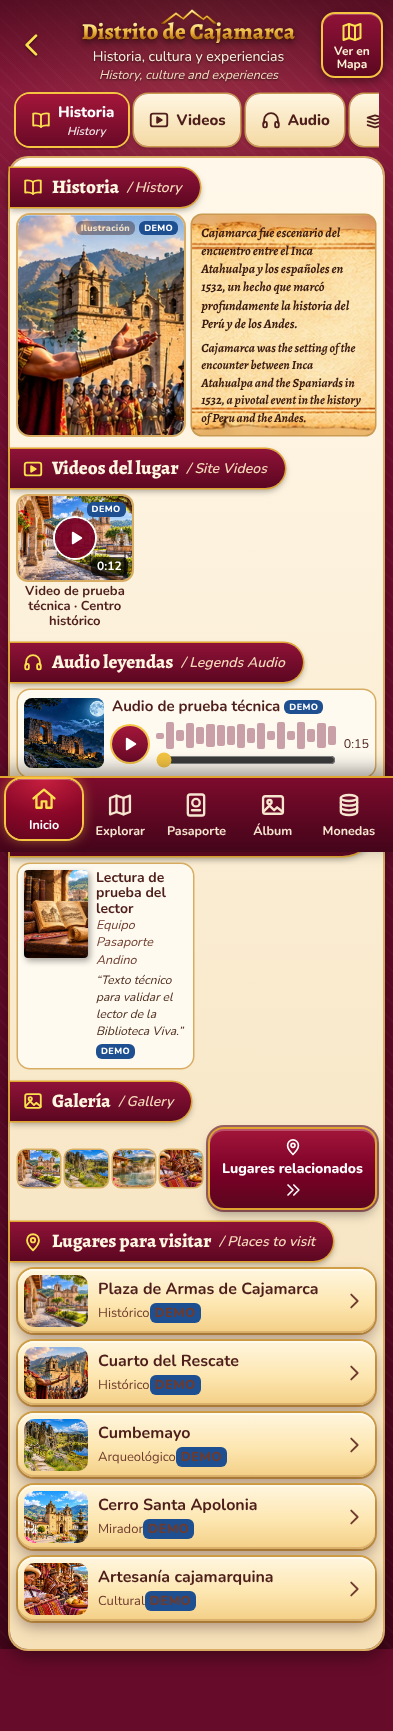 Distrito de Cajamarca
Historia, cultura y experiencias
History, culture and experiences
Ver en
Mapa
Historia
History
Videos
Audio
Historia / History
Ilustración DEMO
Cajamarca fue escenario del
encuentro entre el Inca
Atahualpa y los españoles en
1532, un hecho que marcó
profundamente la historia del
Perú y de los Andes.
Cajamarca was the setting of the
encounter between Inca
Atahualpa and the Spaniards in
1532, a pivotal event in the history
of Peru and the Andes.
Videos del lugar / Site Videos
DEMO
0:12
Video de prueba
técnica · Centro
histórico
Audio leyendas / Legends Audio
Audio de prueba técnica DEMO
0:15
Inicio
Explorar
Pasaporte
Álbum
Monedas
Lectura de
prueba del
lector
Equipo
Pasaporte
Andino
“Texto técnico
para validar el
lector de la
Biblioteca Viva.”
DEMO
Galería / Gallery
Lugares relacionados
Lugares para visitar / Places to visit
Plaza de Armas de Cajamarca
Histórico DEMO
Cuarto del Rescate
Histórico DEMO
Cumbemayo
Arqueológico DEMO
Cerro Santa Apolonia
Mirador DEMO
Artesanía cajamarquina
Cultural DEMO